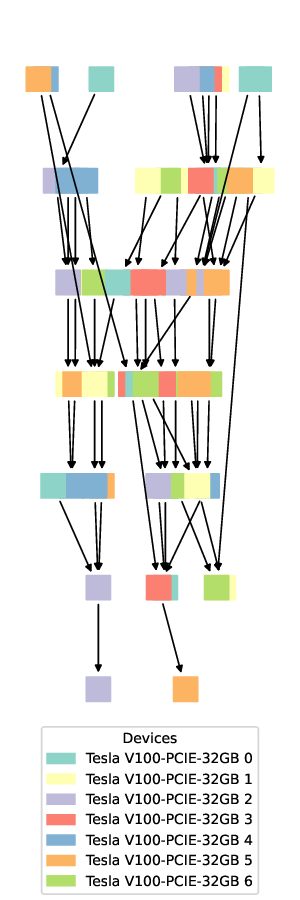 Devices
Tesla V100-PCIE-32GB 0
Tesla V100-PCIE-32GB 1
Tesla V100-PCIE-32GB 2
Tesla V100-PCIE-32GB 3
Tesla V100-PCIE-32GB 4
Tesla V100-PCIE-32GB 5
Tesla V100-PCIE-32GB 6